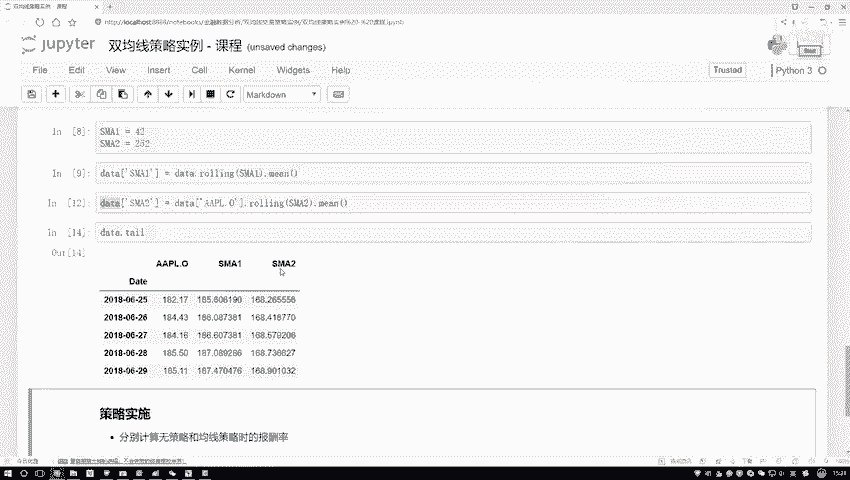 双均线策略实例 - 课程
jupyter 双均线策略实例 - 课程 (unsaved changes)
File Edit View Insert Cell Kernel Widgets Help
Trusted
Python 3
Markdown
In [8]: SMA1 = 42
SMA2 = 252
In [9]: data['SMA1'] = data.rolling(SMA1).mean()
In [12]: data['SMA2'] = data['AAPL.O'].rolling(SMA2).mean()
In [14]: data.tail
Out[14]
AAPL.O SMA1 SMA2
Date
2018-06-25 182.17 185.606190 168.265556
2018-06-26 184.43 186.087381 168.418770
2018-06-27 184.16 186.607381 168.579206
2018-06-28 185.50 187.089286 168.736627
2018-06-29 185.11 187.470476 168.901032
策略实施
• 分别计算无策略和均线策略时的报酬率